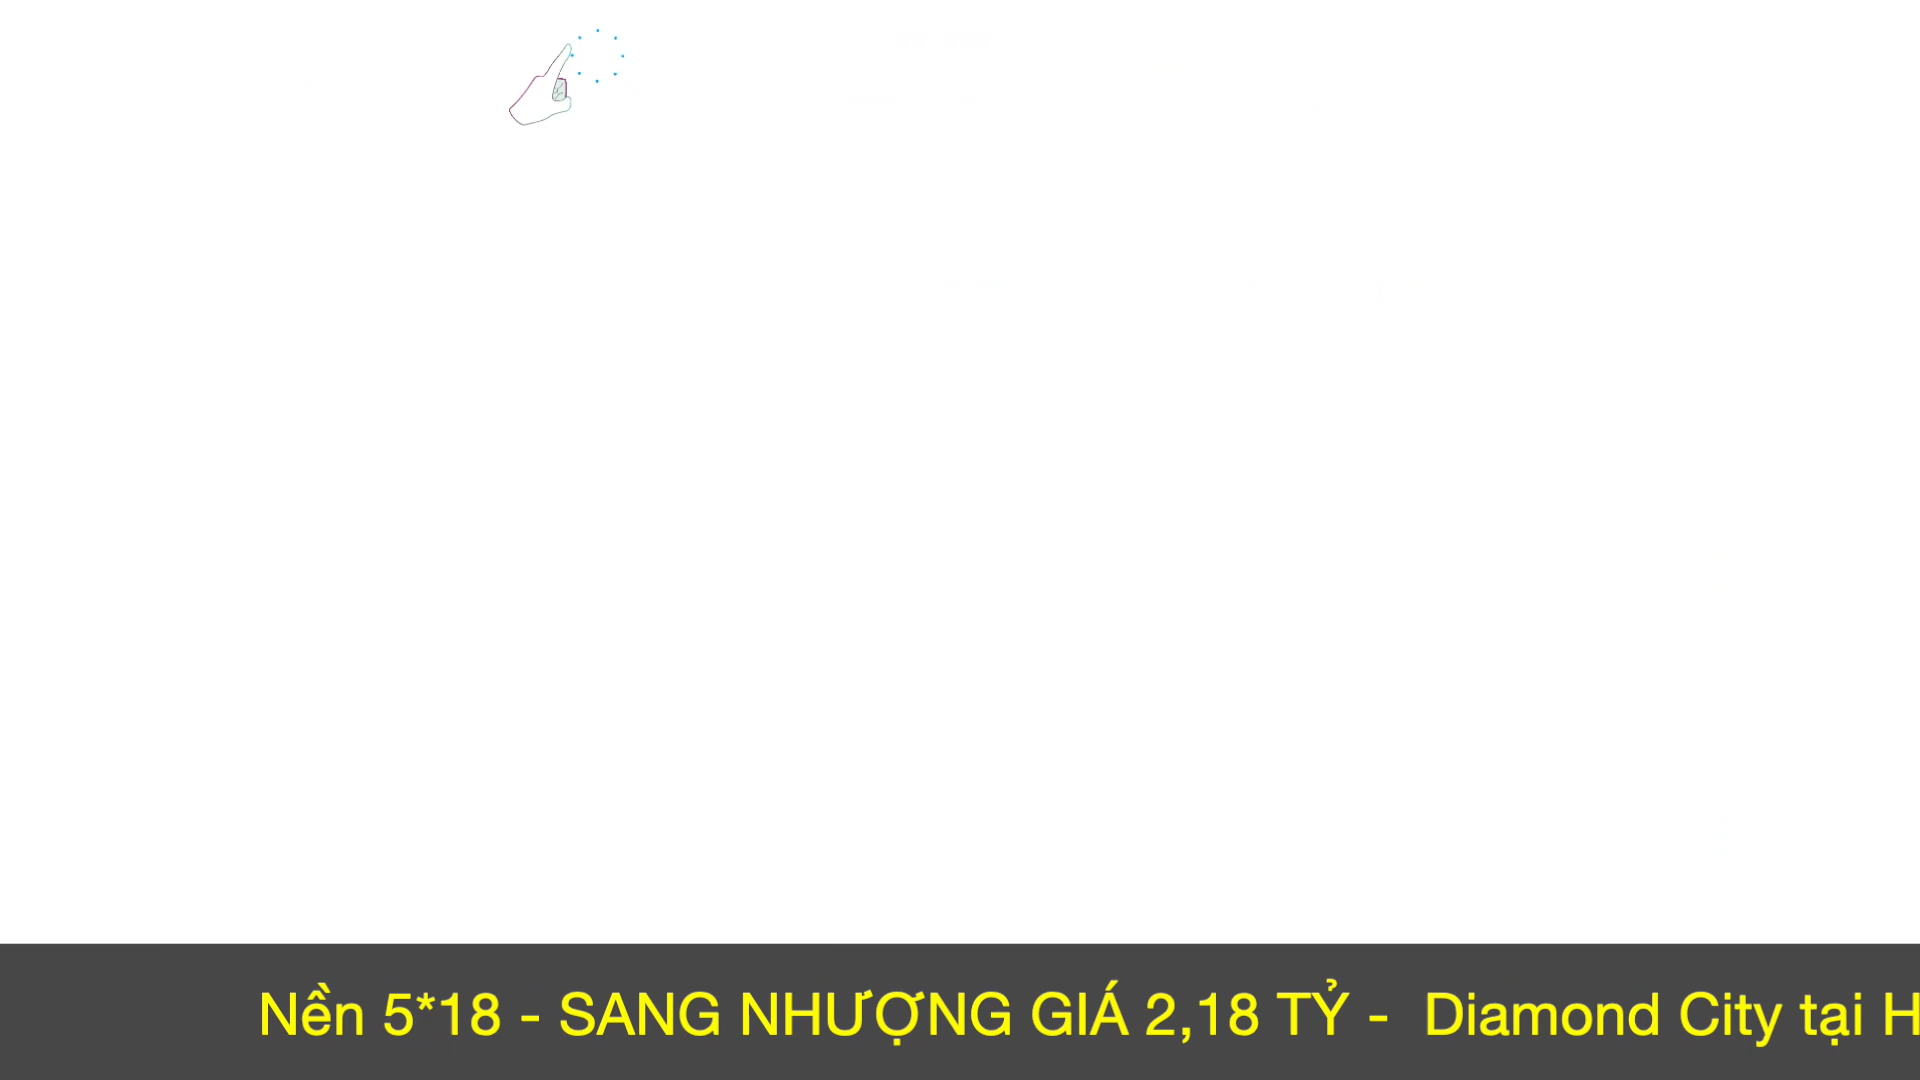 Nền 5*18 - SANG NHƯỢNG GIÁ 2,18 TỶ - Diamond City tại H